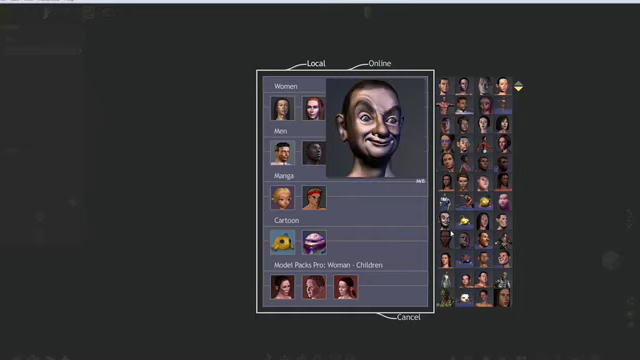 Local
Online
Women
Men
Manga
Cartoon
Model Packs Pro: Woman - Children
Cancel